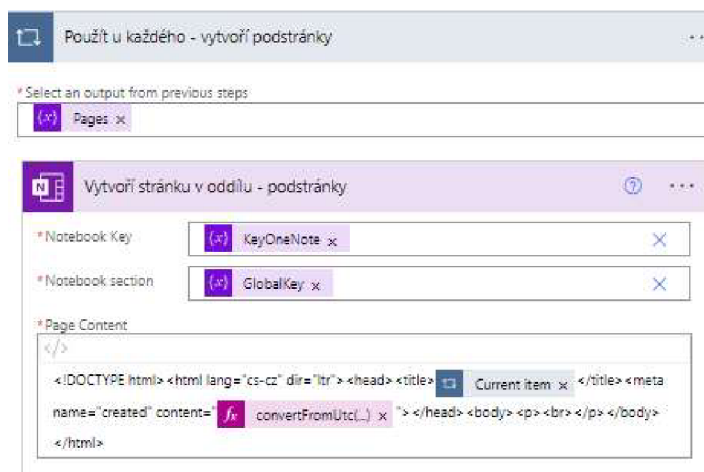 Použít u každého - vytvoří podstránky
* Select an output from previous steps
{x} Pages ×
N Vytvoří stránku v oddílu - podstránky ? ...
* Notebook Key {x} KeyOneNote × ×
* Notebook section {x} GlobalKey × ×
* Page Content
</>
<!DOCTYPE html> <html lang="cs-cz" dir="ltr"> <head> <title> Current item × </title> <meta
name="created" content=" fx convertFromUtc(...) × "> </head> <body> <p> <br> </p> </body>
</html>